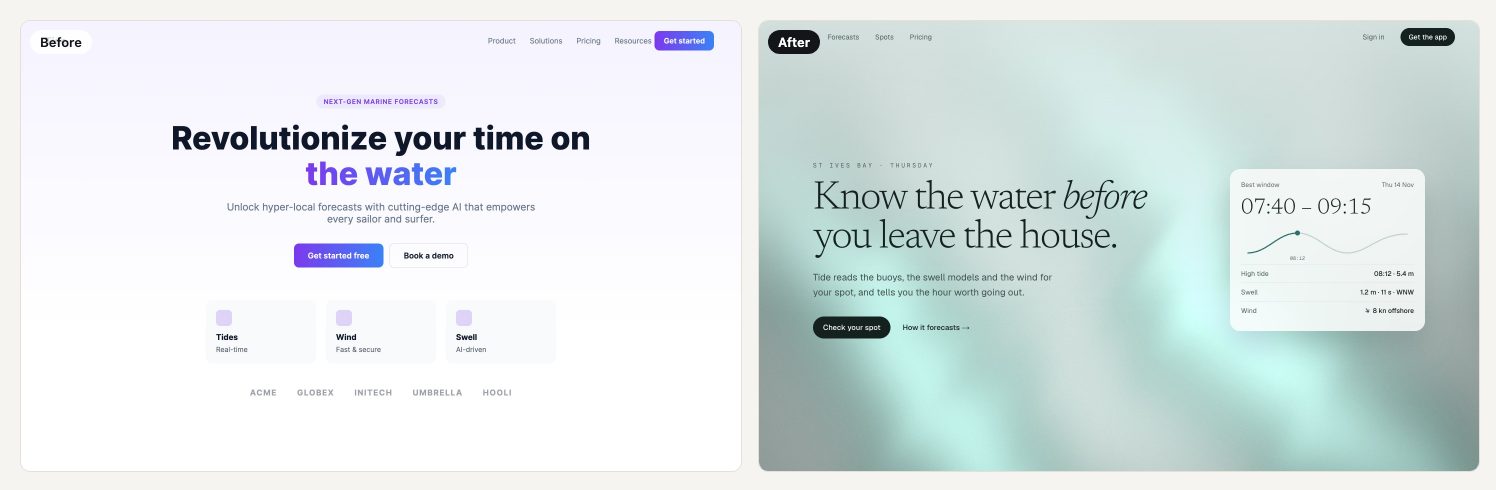 Before
Product Solutions Pricing Resources Get started
NEXT-GEN MARINE FORECASTS
Revolutionize your time on
the water
Unlock hyper-local forecasts with cutting-edge AI that empowers
every sailor and surfer.
Get started free Book a demo
Tides Wind Swell
Real-time Fast & secure AI-driven
ACME GLOBEX INITECH UMBRELLA HOOLI
After
Forecasts Spots Pricing Sign in Get the app
ST IVES BAY · THURSDAY
Know the water before
you leave the house.
Tide reads the buoys, the swell models and the wind for
your spot, and tells you the hour worth going out.
Check your spot How it forecasts →
Best window Thu 14 Nov
07:40 – 09:15
08:12
High tide 08:12 · 5.4 m
Swell 1.2 m · 11 s · WNW
Wind 8 kn offshore